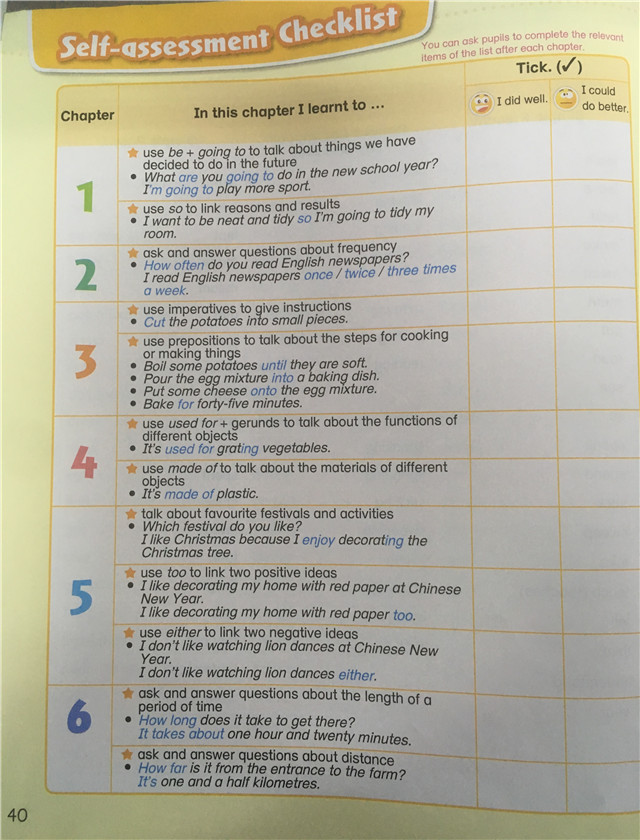 Self-assessment Checklist
You can ask pupils to complete the relevant
items of the list after each chapter.
Chapter
In this chapter I learnt to ...
Tick. (✓)
I did well.
I could
do better.
1
★ use be + going to to talk about things we have
decided to do in the future
• What are you going to do in the new school year?
I'm going to play more sport.
★ use so to link reasons and results
• I want to be neat and tidy so I'm going to tidy my
room.
2
★ ask and answer questions about frequency
• How often do you read English newspapers?
I read English newspapers once / twice / three times
a week.
3
★ use imperatives to give instructions
• Cut the potatoes into small pieces.
★ use prepositions to talk about the steps for cooking
or making things
• Boil some potatoes until they are soft.
• Pour the egg mixture into a baking dish.
• Put some cheese onto the egg mixture.
• Bake for forty-five minutes.
4
★ use used for + gerunds to talk about the functions of
different objects
• It's used for grating vegetables.
★ use made of to talk about the materials of different
objects
• It's made of plastic.
5
★ talk about favourite festivals and activities
• Which festival do you like?
I like Christmas because I enjoy decorating the
Christmas tree.
★ use too to link two positive ideas
• I like decorating my home with red paper at Chinese
New Year.
I like decorating my home with red paper too.
★ use either to link two negative ideas
• I don't like watching lion dances at Chinese New
Year.
I don't like watching lion dances either.
6
★ ask and answer questions about the length of a
period of time
• How long does it take to get there?
It takes about one hour and twenty minutes.
★ ask and answer questions about distance
• How far is it from the entrance to the farm?
It's one and a half kilometres.
40